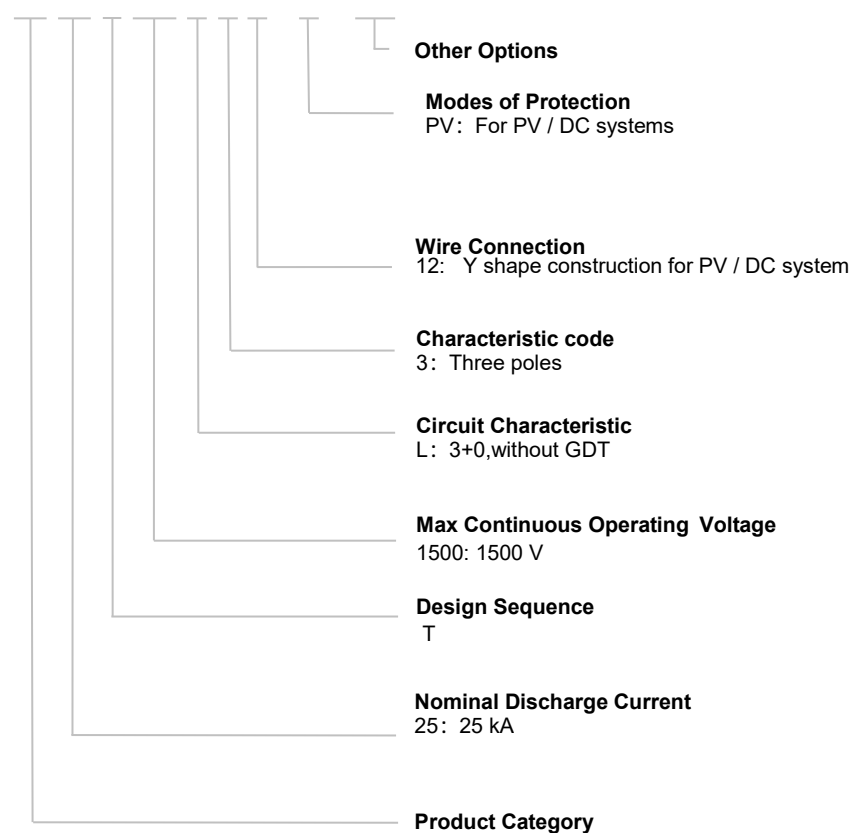 Other Options
Modes of Protection
PV：For PV / DC systems
Wire Connection
12: Y shape construction for PV / DC system
Characteristic code
3：Three poles
Circuit Characteristic
L：3+0,without GDT
Max Continuous Operating Voltage
1500: 1500 V
Design Sequence
T
Nominal Discharge Current
25：25 kA
Product Category